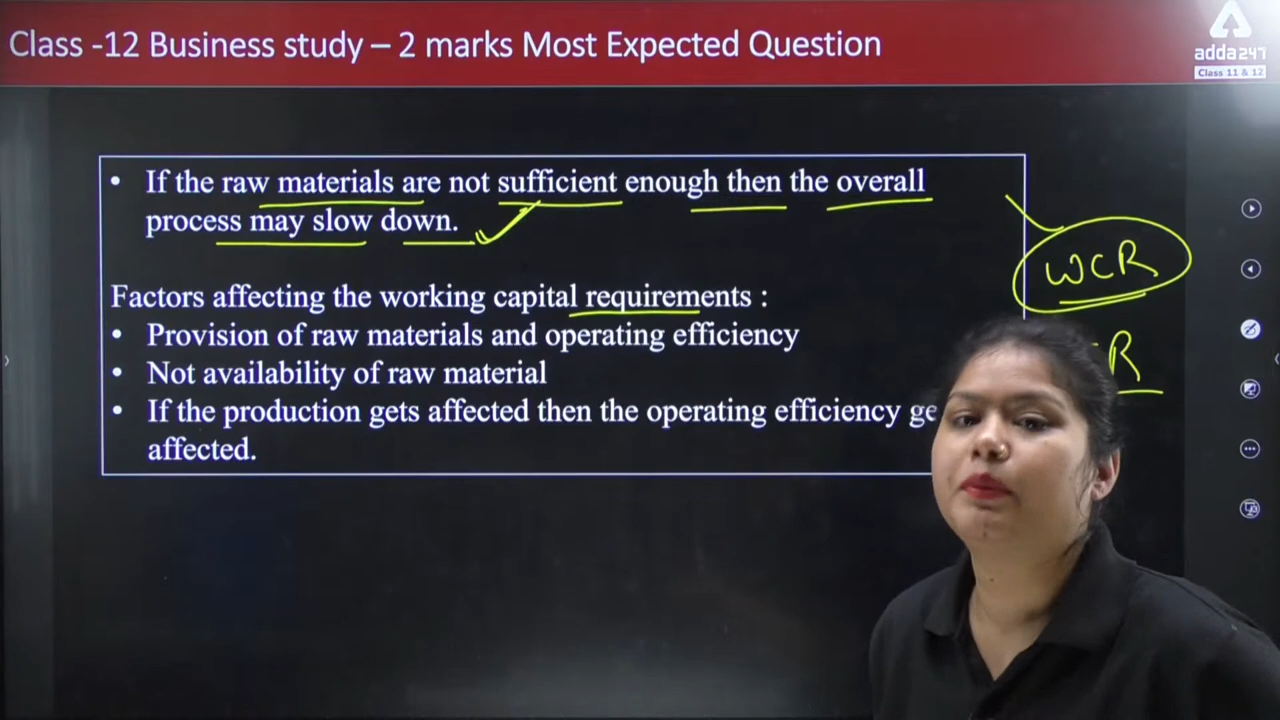 Class -12 Business study – 2 marks Most Expected Question
adda247
Class 11 & 12
• If the raw materials are not sufficient enough then the overall
process may slow down.
WCR
Factors affecting the working capital requirements :
• Provision of raw materials and operating efficiency
R
• Not availability of raw material
• If the production gets affected then the operating efficiency
affected.